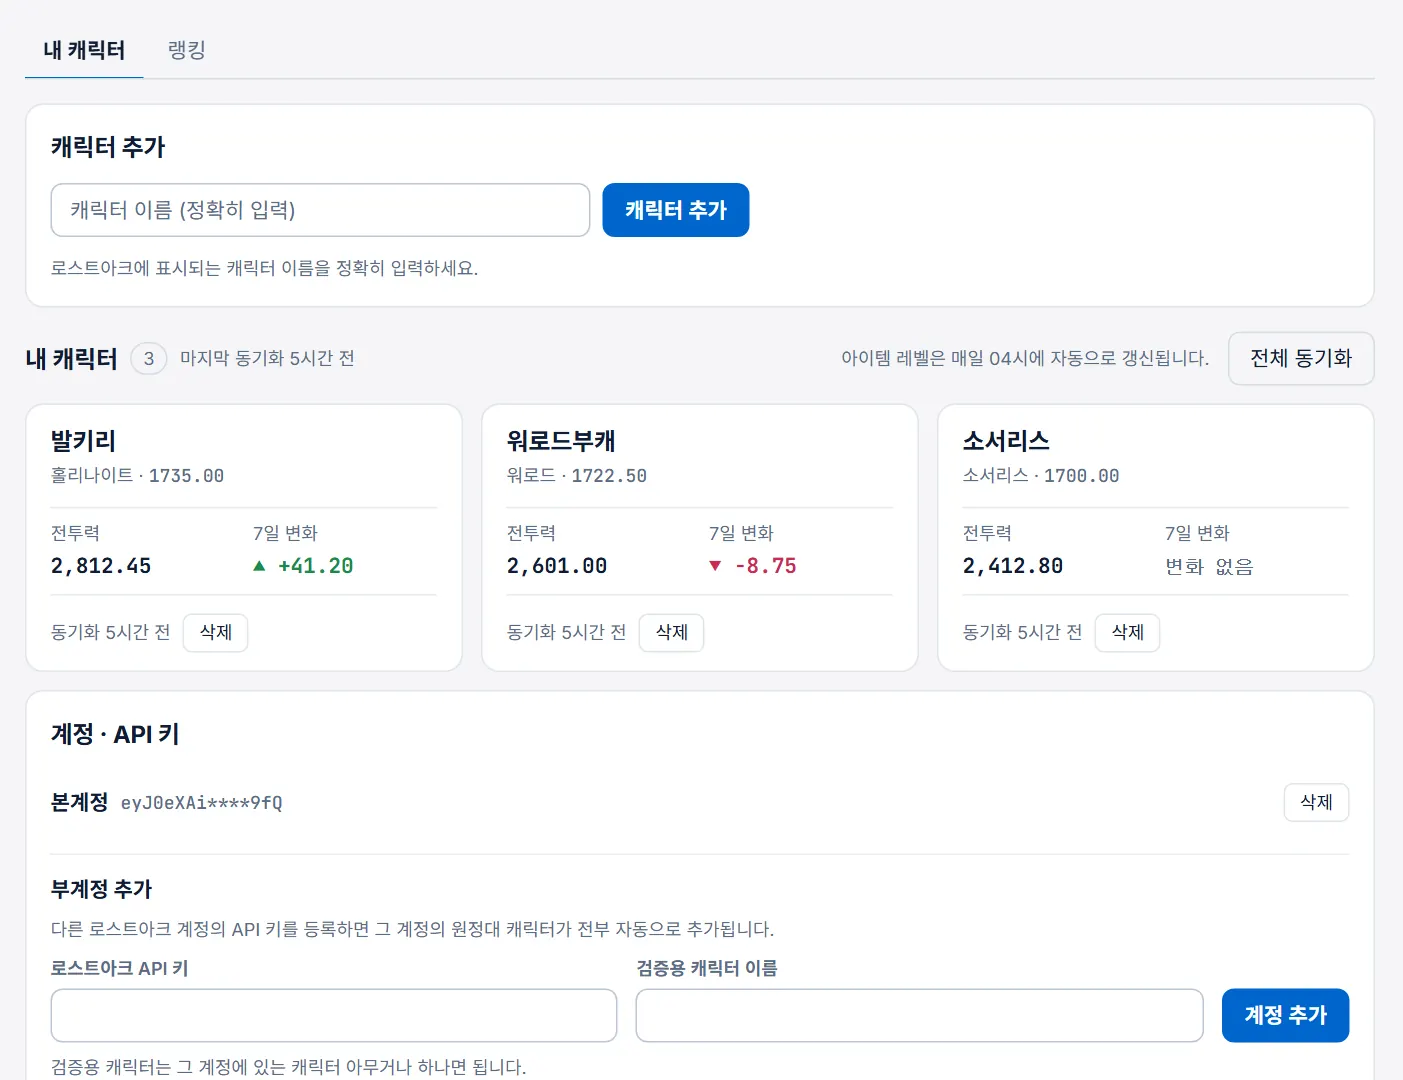 내 캐릭터 랭킹
캐릭터 추가
캐릭터 이름 (정확히 입력) 캐릭터 추가
로스트아크에 표시되는 캐릭터 이름을 정확히 입력하세요.
내 캐릭터 3 마지막 동기화 5시간 전 아이템 레벨은 매일 04시에 자동으로 갱신됩니다. 전체 동기화
발키리
홀리나이트 · 1735.00
전투력 7일 변화
2,812.45 ▲ +41.20
동기화 5시간 전 삭제
워로드부캐
워로드 · 1722.50
전투력 7일 변화
2,601.00 ▼ -8.75
동기화 5시간 전 삭제
소서리스
소서리스 · 1700.00
전투력 7일 변화
2,412.80 변화 없음
동기화 5시간 전 삭제
계정 · API 키
본계정 eyJ0eXAi****9fQ 삭제
부계정 추가
다른 로스트아크 계정의 API 키를 등록하면 그 계정의 원정대 캐릭터가 전부 자동으로 추가됩니다.
로스트아크 API 키 검증용 캐릭터 이름
계정 추가
검증용 캐릭터는 그 계정에 있는 캐릭터 아무거나 하나면 됩니다.